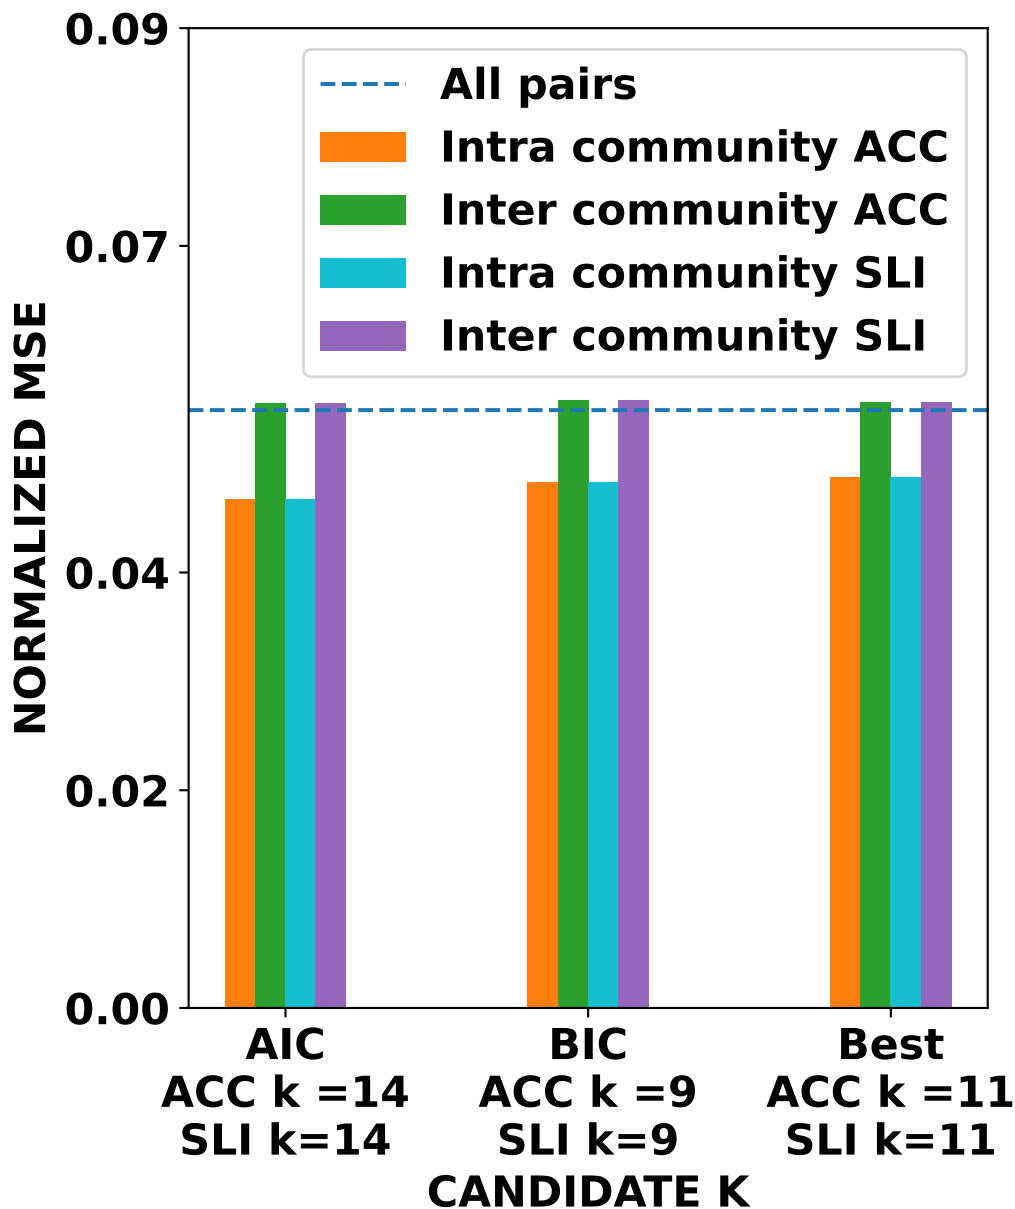 0.09
0.07
0.04
0.02
0.00
NORMALIZED MSE
All pairs
Intra community ACC
Inter community ACC
Intra community SLI
Inter community SLI
AIC
ACC k =14
SLI k=14
BIC
ACC k =9
SLI k=9
Best
ACC k =11
SLI k=11
CANDIDATE K